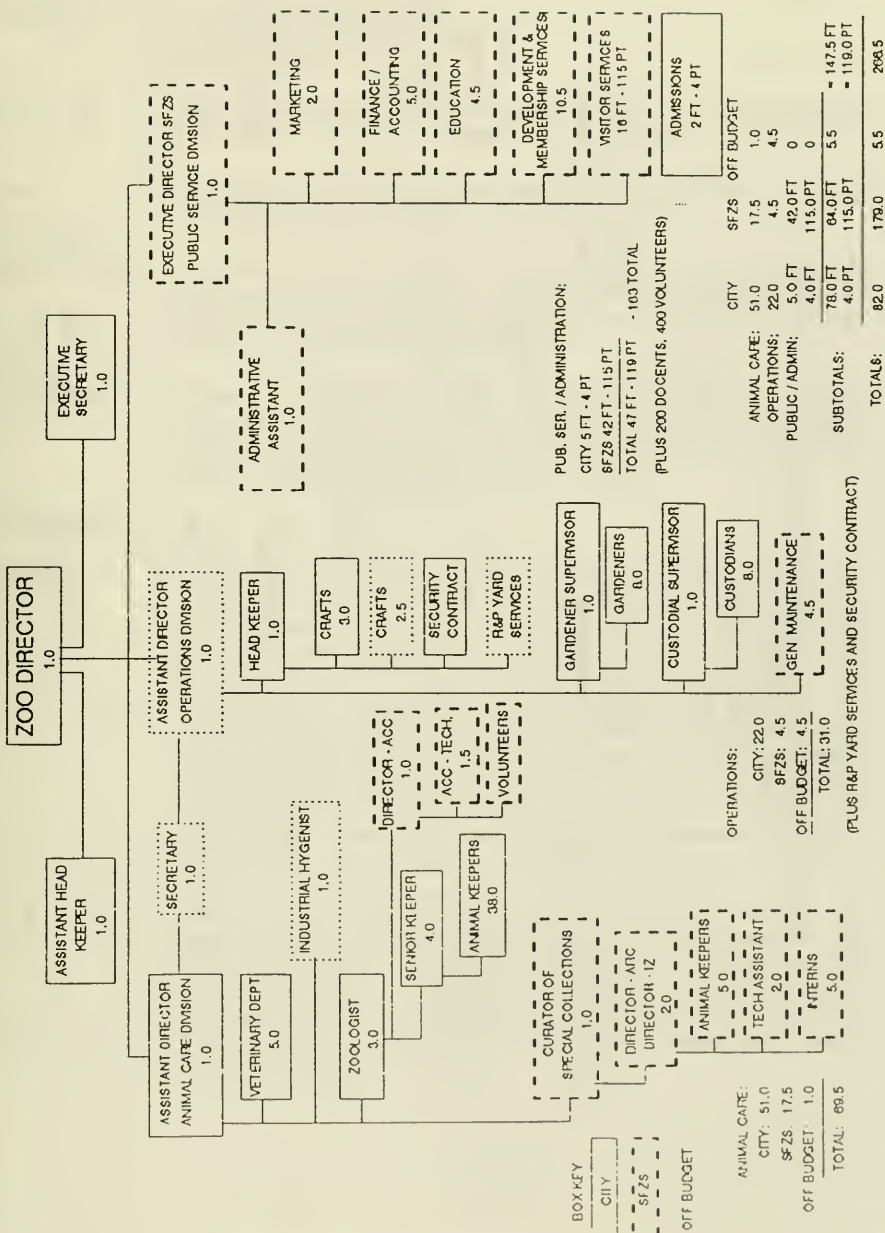 ZOO DIRECTOR
1.0
ASSISTANT HEAD
KEEPER
1.0
EXECUTIVE
SECRETARY
1.0
ASSISTANT DIRECTOR
ANIMAL CARE DIVISION
1.0
SECRETARY
1.0
ASSISTANT DIRECTOR
OPERATIONS DIVISION
1.0
EXECUTIVE DIRECTOR SFZS
PUBLIC SERVICE DIVISION
1.0
VETERINARY DEPT
5.0
INDUSTRIAL HYGENIST
1.0
ZOOLOGIST
3.0
SENIOR KEEPER
4.0
ANIMAL KEEPERS
38.0
DIRECTOR - ACC
1.0
ACC - TECH.
1.5
VOLUNTEERS
CURATOR OF
SPECIAL COLLECTIONS
1.0
DIRECTOR - ARC
DIRECTOR - IZ
2.0
ANIMAL KEEPERS
5.0
TECH ASSISTANT
2.0
INTERNS
5.0
HEAD KEEPER
1.0
CRAFTS
3.0
CRAFTS
2.5
SECURITY
CONTRACT
R&P YARD
SERVICES
GARDENER SUPERVISOR
1.0
GARDENERS
8.0
CUSTODIAL SUPERVISOR
1.0
CUSTODIANS
8.0
GEN MAINTENANCE
4.5
ADMINISTRATIVE
ASSISTANT
1.0
MARKETING
2.0
FINANCE /
ACCOUNTING
5.0
EDUCATION
4.5
DEVELOPMENT &
MEMBERSHIP SERVICES
10.5
VISITOR SERVICES
16 FT - 115 PT
ADMISSIONS
2 FT - 4 PT
BOX KEY
CITY
SFZS
OFF BUDGET
ANIMAL CARE:
CITY: 51.0
SFZS: 17.5
OFF BUDGET: 1.0
TOTAL: 69.5
OPERATIONS:
CITY: 22.0
SFZS: 4.5
OFF BUDGET: 4.5
TOTAL: 31.0
(PLUS R&P YARD SERVICES AND SECURITY CONTRACT)
PUB. SER. / ADMINISTRATION:
CITY 5 FT - 4 PT
SFZS 42 FT - 115 PT
TOTAL 47 FT - 119 PT - TOTAL
(PLUS 200 DOCENTS, 400 VOLUNTEERS)
CITY SFZS OFF BUDGET
ANIMAL CARE: 51.0 17.5 1.0
OPERATIONS: 22.0 4.5 4.5
PUBLIC / ADMIN: 5.0 FT 42.0 FT 0
4.0 PT 115.0 PT 0
SUBTOTALS: 78.0 FT 64.0 FT 5.5 = 147.5 FT
4.0 PT 115.0 PT = 119.0 PT
TOTALS: 82.0 179.0 5.5 266.5